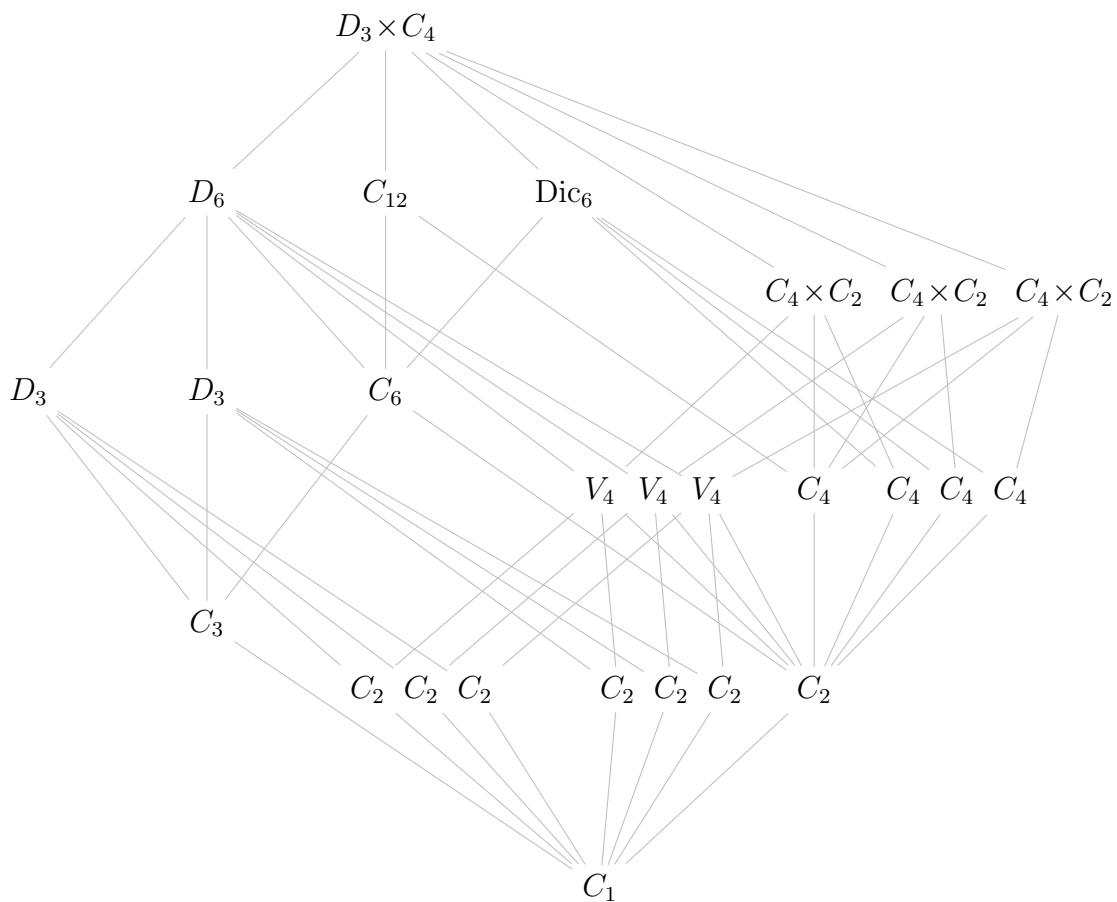 D₃×C₄
D₆ C₁₂ Dic₆
C₄×C₂ C₄×C₂ C₄×C₂
D₃ D₃ C₆
V₄ V₄ V₄ C₄ C₄ C₄ C₄
C₃
C₂ C₂ C₂ C₂ C₂ C₂ C₂
C₁